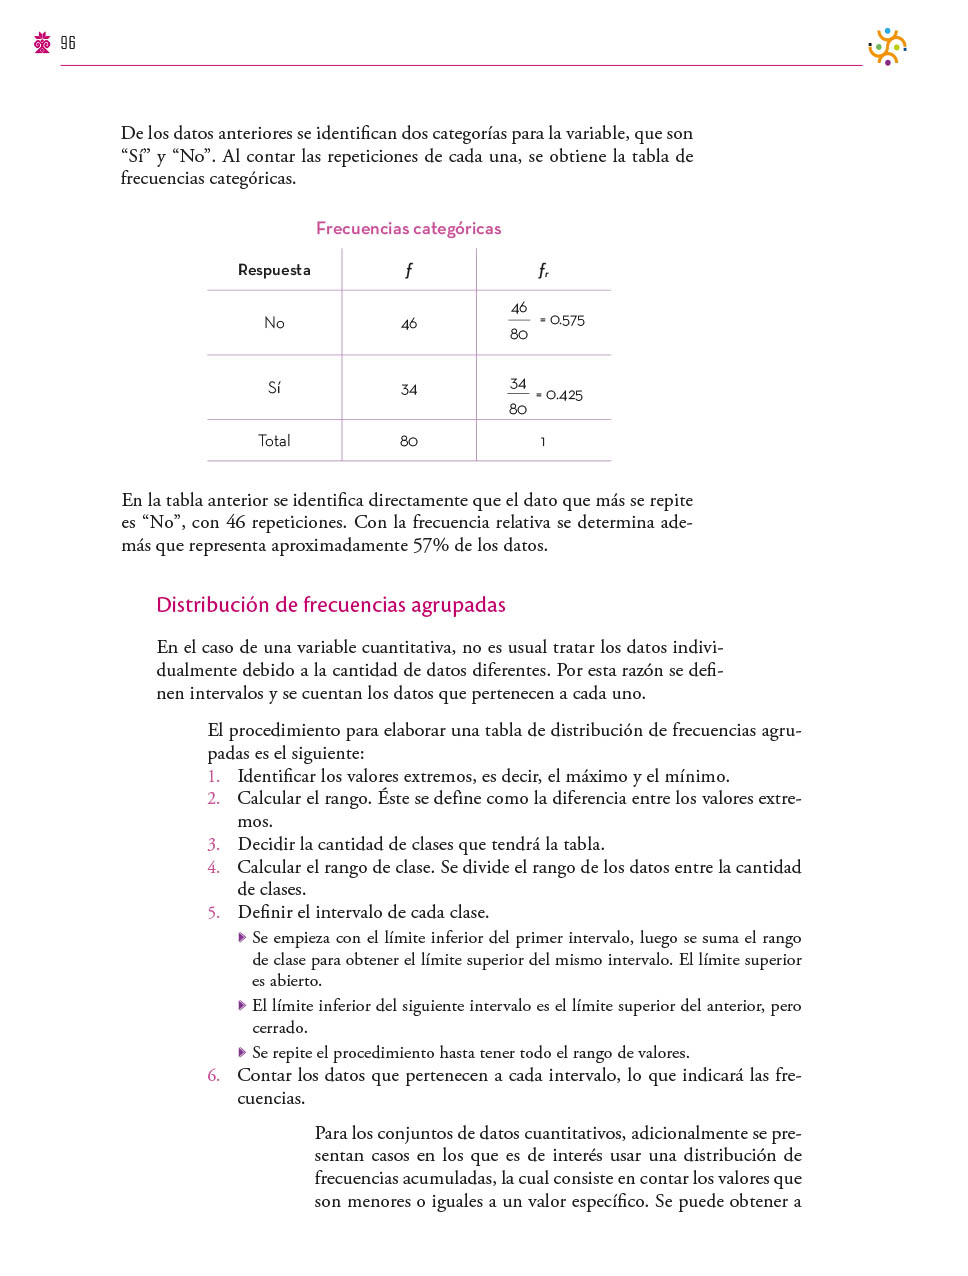 96
De los datos anteriores se identifican dos categorías para la variable, que son
“Sí” y “No”. Al contar las repeticiones de cada una, se obtiene la tabla de
frecuencias categóricas.
Frecuencias categóricas
Respuesta f fr
No 46 46/80 = 0.575
Sí 34 34/80 = 0.425
Total 80 1
En la tabla anterior se identifica directamente que el dato que más se repite
es “No”, con 46 repeticiones. Con la frecuencia relativa se determina ade-
más que representa aproximadamente 57% de los datos.
Distribución de frecuencias agrupadas
En el caso de una variable cuantitativa, no es usual tratar los datos indivi-
dualmente debido a la cantidad de datos diferentes. Por esta razón se defi-
nen intervalos y se cuentan los datos que pertenecen a cada uno.
El procedimiento para elaborar una tabla de distribución de frecuencias agru-
padas es el siguiente:
1. Identificar los valores extremos, es decir, el máximo y el mínimo.
2. Calcular el rango. Éste se define como la diferencia entre los valores extre-
mos.
3. Decidir la cantidad de clases que tendrá la tabla.
4. Calcular el rango de clase. Se divide el rango de los datos entre la cantidad
de clases.
5. Definir el intervalo de cada clase.
Se empieza con el límite inferior del primer intervalo, luego se suma el rango
de clase para obtener el límite superior del mismo intervalo. El límite superior
es abierto.
El límite inferior del siguiente intervalo es el límite superior del anterior, pero
cerrado.
Se repite el procedimiento hasta tener todo el rango de valores.
6. Contar los datos que pertenecen a cada intervalo, lo que indicará las fre-
cuencias.
Para los conjuntos de datos cuantitativos, adicionalmente se pre-
sentan casos en los que es de interés usar una distribución de
frecuencias acumuladas, la cual consiste en contar los valores que
son menores o iguales a un valor específico. Se puede obtener a